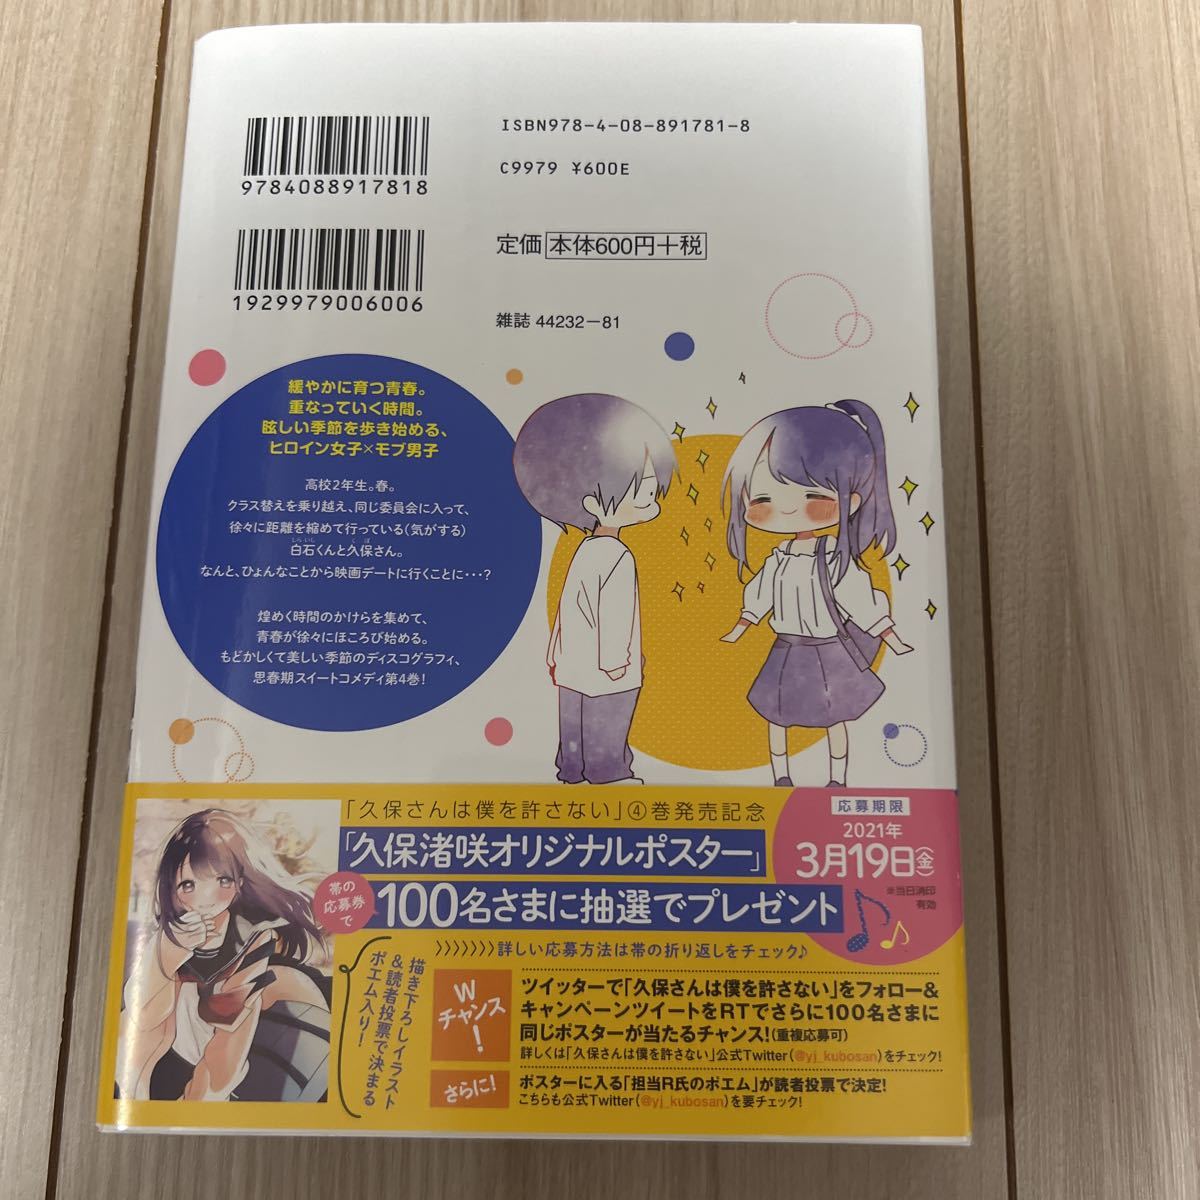 9784088917818
ISBN978-4-08-891781-8
C9979 ¥600E
1929979006006
定価 本体600円+税
雑誌 44232-81
緩やかに育つ青春。
重なっていく時間。
眩しい季節を歩き始める、
ヒロイン女子×モブ男子
高校2年生。春。
クラス替えを乗り越え、同じ委員会に入って、
徐々に距離を縮めて行っている(気がする)
しらいし くぼ
白石くんと久保さん。
なんと、ひょんなことから映画デートに行くことに・・・?
煌めく時間のかけらを集めて、
青春が徐々にほころび始める。
もどかしくて美しい季節のディスコグラフィ、
思春期スイートコメディ第4巻!
「久保さんは僕を許さない」④巻発売記念
「久保渚咲オリジナルポスター」
帯の
応募券
で
100名さまに抽選でプレゼント
応募期限
2021年
3月19日(金)
※当日消印
有効
>>>>>>>詳しい応募方法は帯の折り返しをチェック♪
描き下ろしイラスト
&読者投票で決まる
ポエム入り!
W
チャンス
!
ツイッターで「久保さんは僕を許さない」をフォロー&
キャンペーンツイートをRTでさらに100名さまに
同じポスターが当たるチャンス!(重複応募可)
詳しくは「久保さんは僕を許さない」公式Twitter(@yj_kubosan)をチェック!
さらに!
ポスターに入る「担当R氏のポエム」が読者投票で決定!
こちらも公式Twitter(@yj_kubosan)を要チェック!